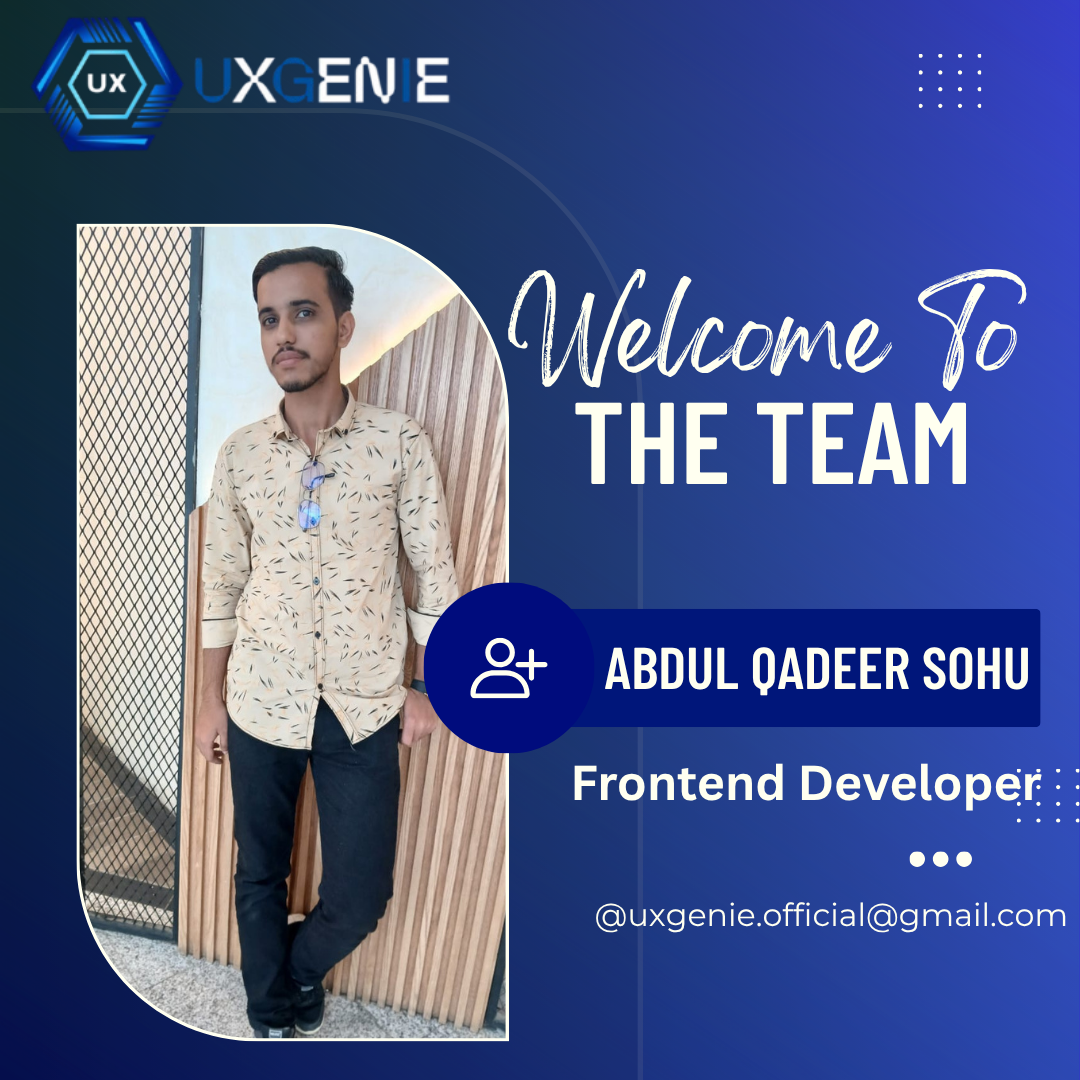 UX
UXGENIE
Welcome To
THE TEAM
ABDUL QADEER SOHU
Frontend Developer
@uxgenie.official@gmail.com